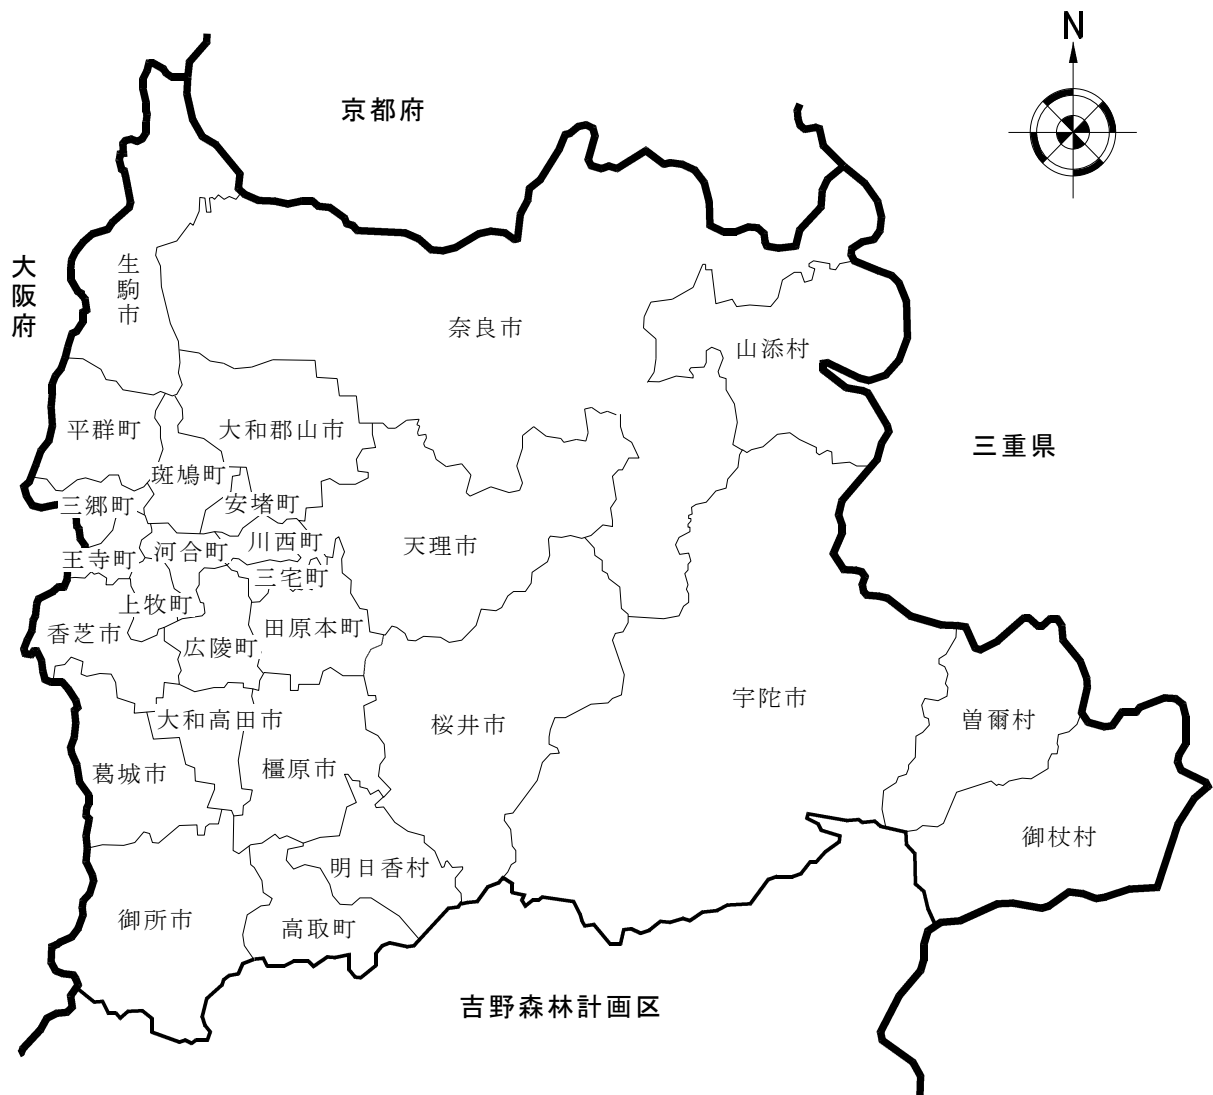 N
京都府
大阪府
生駒市
奈良市
山添村
平群町
大和郡山市
三重県
斑鳩町
三郷町
安堵町
川西町
天理市
河合町
王寺町
三宅町
上牧町
香芝市
田原本町
広陵町
宇陀市
大和高田市
桜井市
曽爾村
葛城市
橿原市
御杖村
明日香村
御所市
高取町
吉野森林計画区